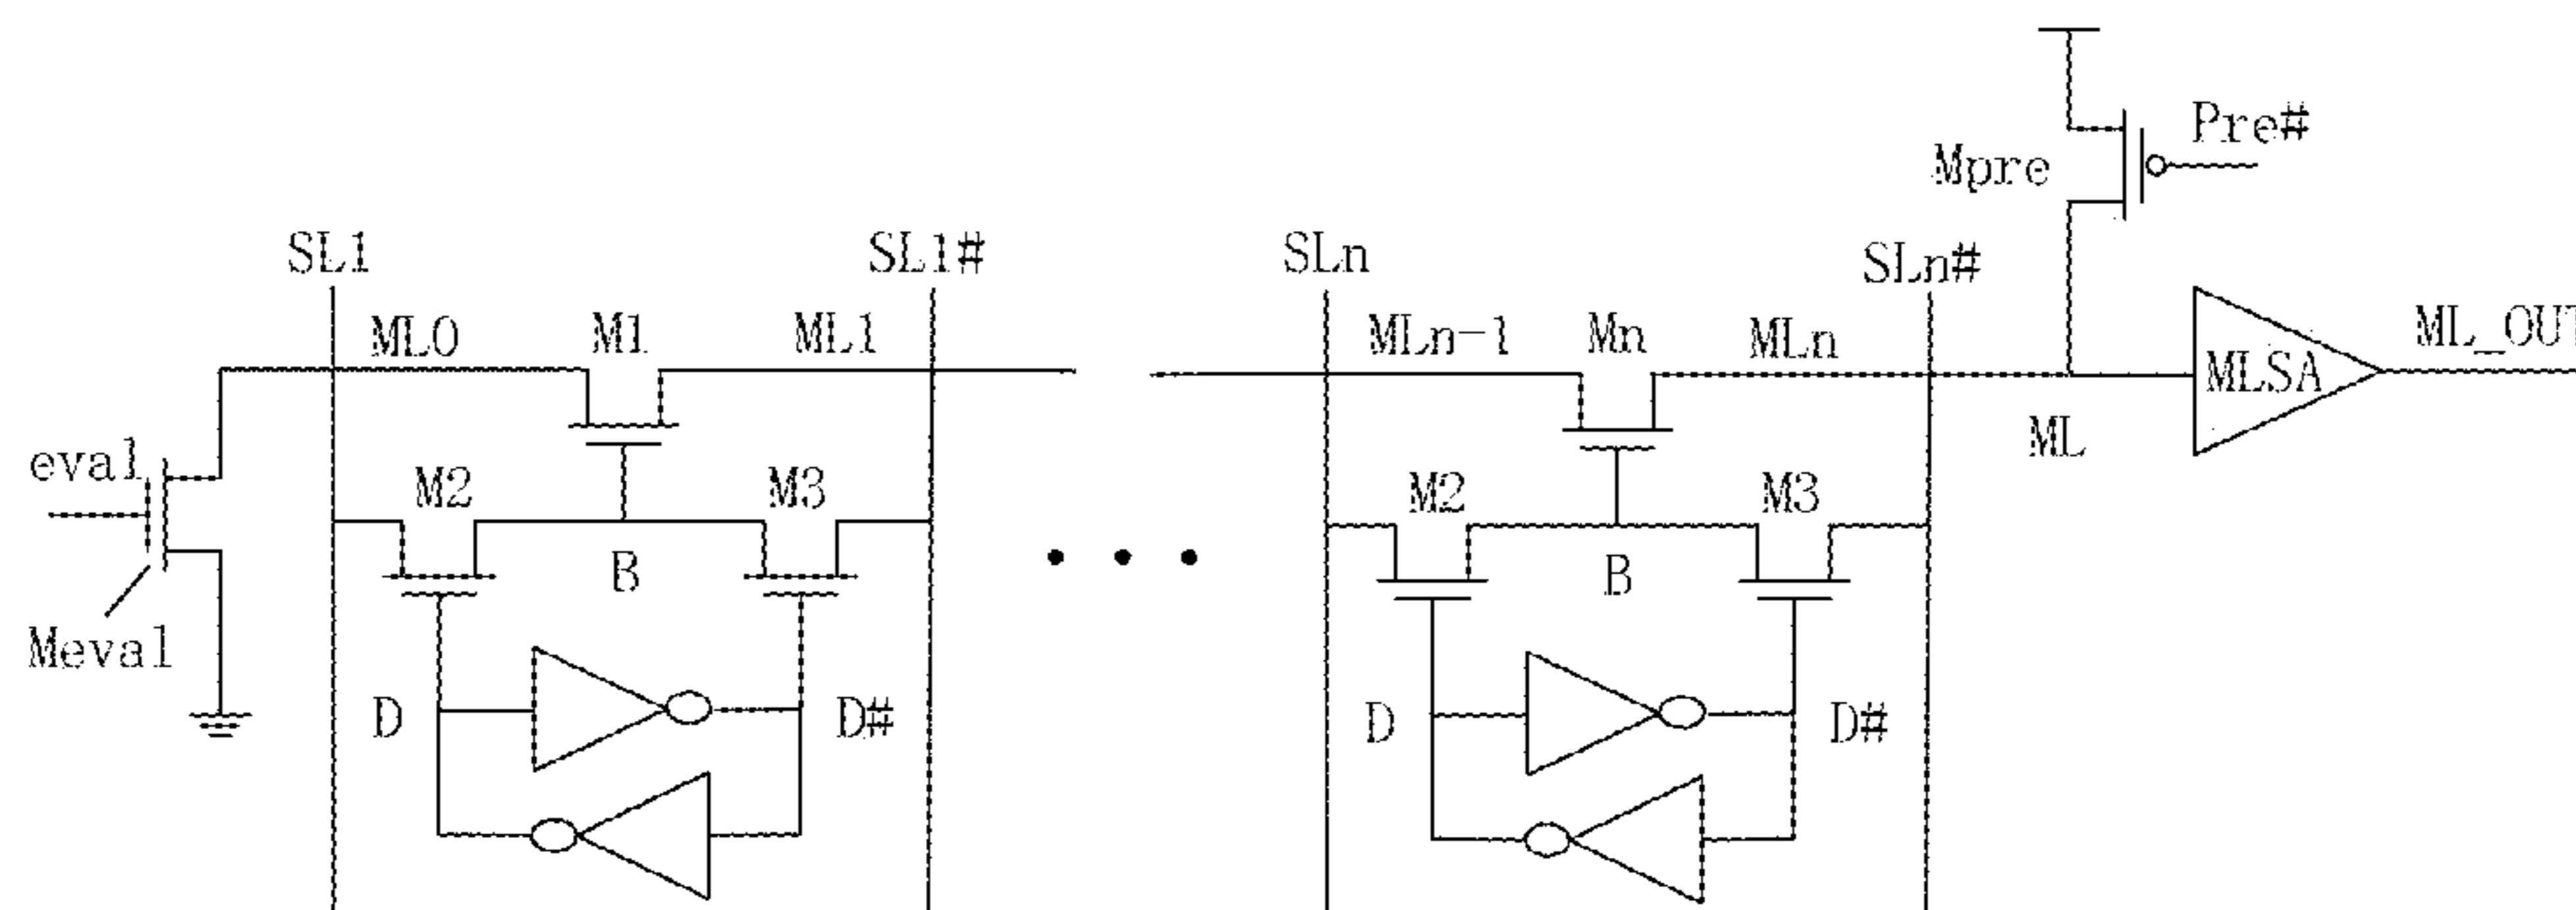 Pre#
Mpre
SL1
SL1#
SLn
SLn#
ML0
M1
ML1
MLn-1
Mn
MLn
MLSA
ML_OUT
ML
eval
M2
M3
M2
M3
B
B
Meval
D
D#
D
D#